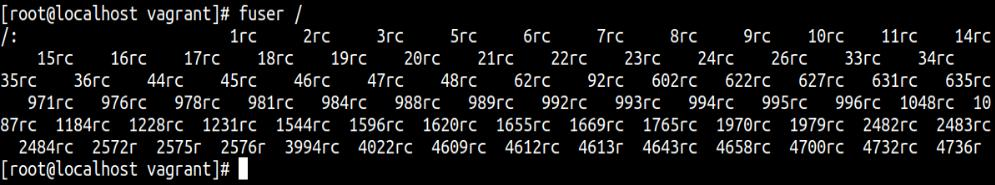 [root@localhost vagrant]# fuser /
/:                     1rc     2rc     3rc     5rc     6rc     7rc     8rc     9rc    10rc    11rc    14rc
    15rc    16rc    17rc    18rc    19rc    20rc    21rc    22rc    23rc    24rc    26rc    33rc    34rc
35rc    36rc    44rc    45rc    46rc    47rc    48rc    62rc    92rc   602rc   622rc   627rc   631rc   635rc
   971rc   976rc   978rc   981rc   984rc   988rc   989rc   992rc   993rc   994rc   995rc   996rc  1048rc  10
87rc  1184rc  1228rc  1231rc  1544rc  1596rc  1620rc  1655rc  1669rc  1765rc  1970rc  1979rc  2482rc  2483rc
  2484rc  2572r  2575r  2576r  3994rc  4022rc  4609rc  4612rc  4613r  4643rc  4658rc  4700rc  4732rc  4736r
[root@localhost vagrant]#